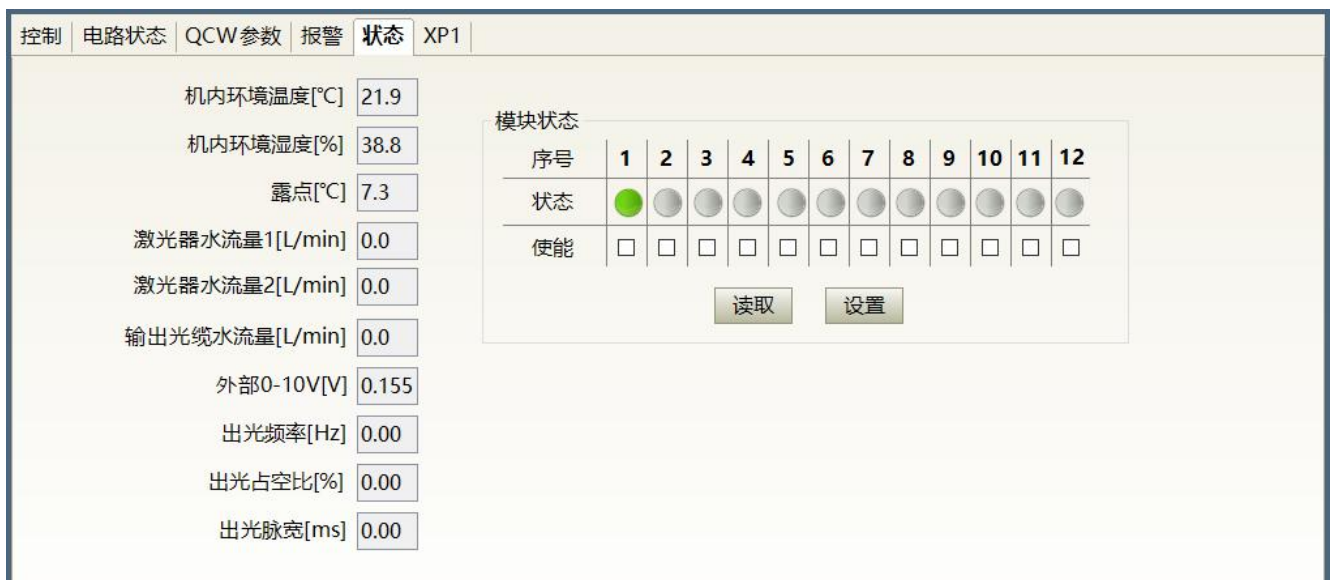 控制 电路状态 QCW参数 报警 状态 XP1
机内环境温度[℃] 21.9
机内环境湿度[%] 38.8
露点[℃] 7.3
激光器水流量1[L/min] 0.0
激光器水流量2[L/min] 0.0
输出光缆水流量[L/min] 0.0
外部0-10V[V] 0.155
出光频率[Hz] 0.00
出光占空比[%] 0.00
出光脉宽[ms] 0.00
模块状态
序号 1 2 3 4 5 6 7 8 9 10 11 12
状态
使能
读取 设置